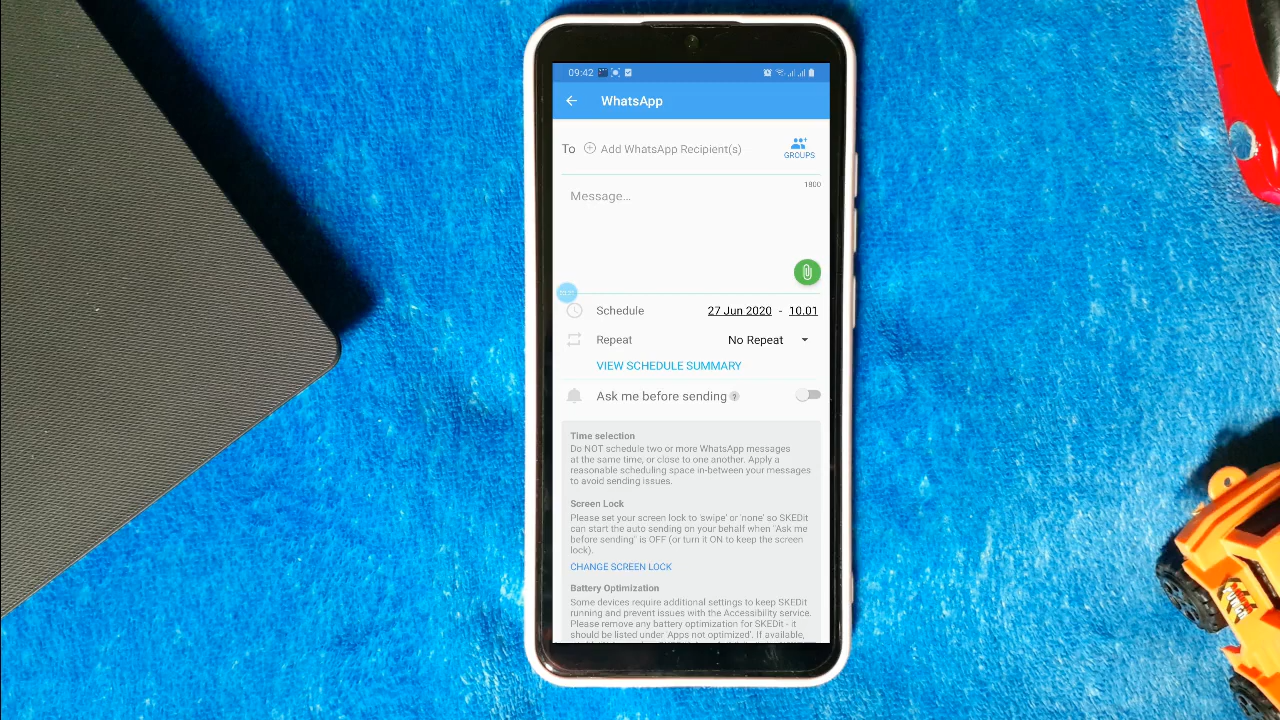 09:42
WhatsApp
To Add WhatsApp Recipient(s)
GROUPS
1800
Message...
Schedule 27 Jun 2020 - 10.01
Repeat No Repeat
VIEW SCHEDULE SUMMARY
Ask me before sending ?
Time selection
Do NOT schedule two or more WhatsApp messages
at the same time, or close to one another. Apply a
reasonable scheduling space in-between your messages
to avoid sending issues.
Screen Lock
Please set your screen lock to 'swipe' or 'none' so SKEDit
can start the auto sending on your behalf when "Ask me
before sending" is OFF (or turn it ON to keep the screen
lock).
CHANGE SCREEN LOCK
Battery Optimization
Some devices require additional settings to keep SKEDit
running and prevent issues with the Accessibility service.
Please remove any battery optimization for SKEDit - it
should be listed under 'Apps not optimized'. If available,